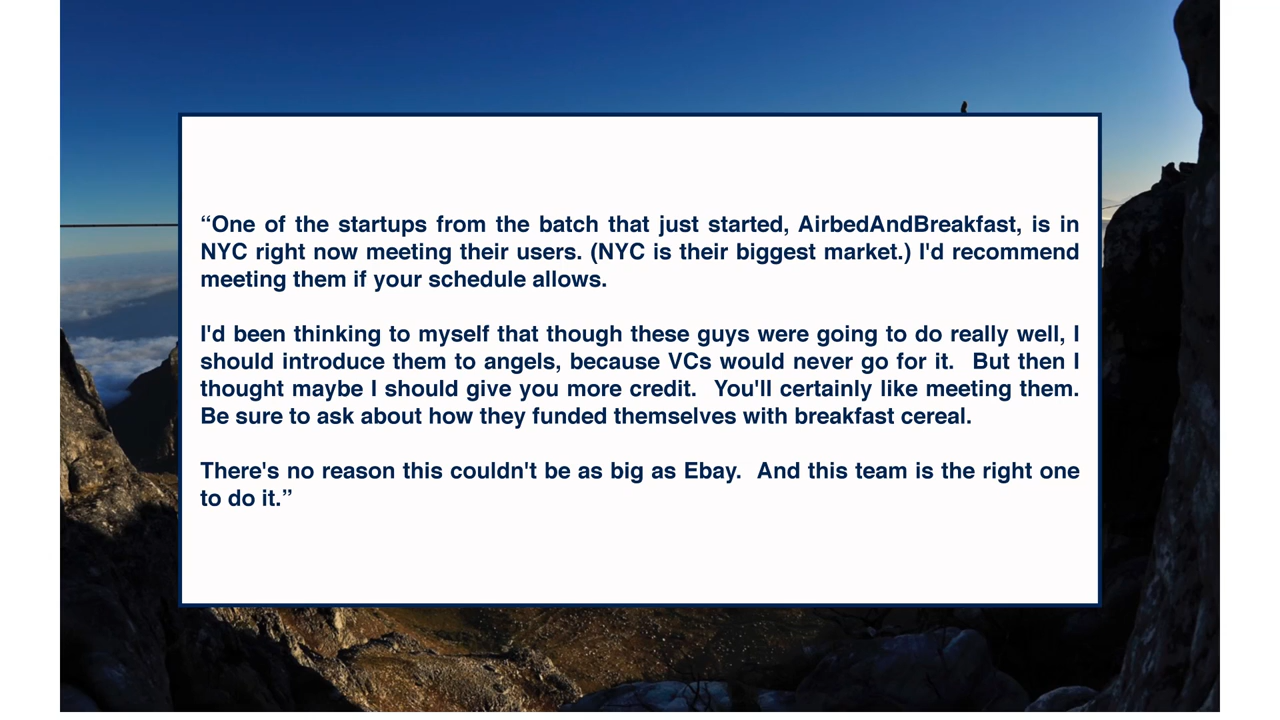 “One of the startups from the batch that just started, AirbedAndBreakfast, is in
NYC right now meeting their users. (NYC is their biggest market.) I'd recommend
meeting them if your schedule allows.
I'd been thinking to myself that though these guys were going to do really well, I
should introduce them to angels, because VCs would never go for it.  But then I
thought maybe I should give you more credit.  You'll certainly like meeting them.
Be sure to ask about how they funded themselves with breakfast cereal.
There's no reason this couldn't be as big as Ebay.  And this team is the right one
to do it.”